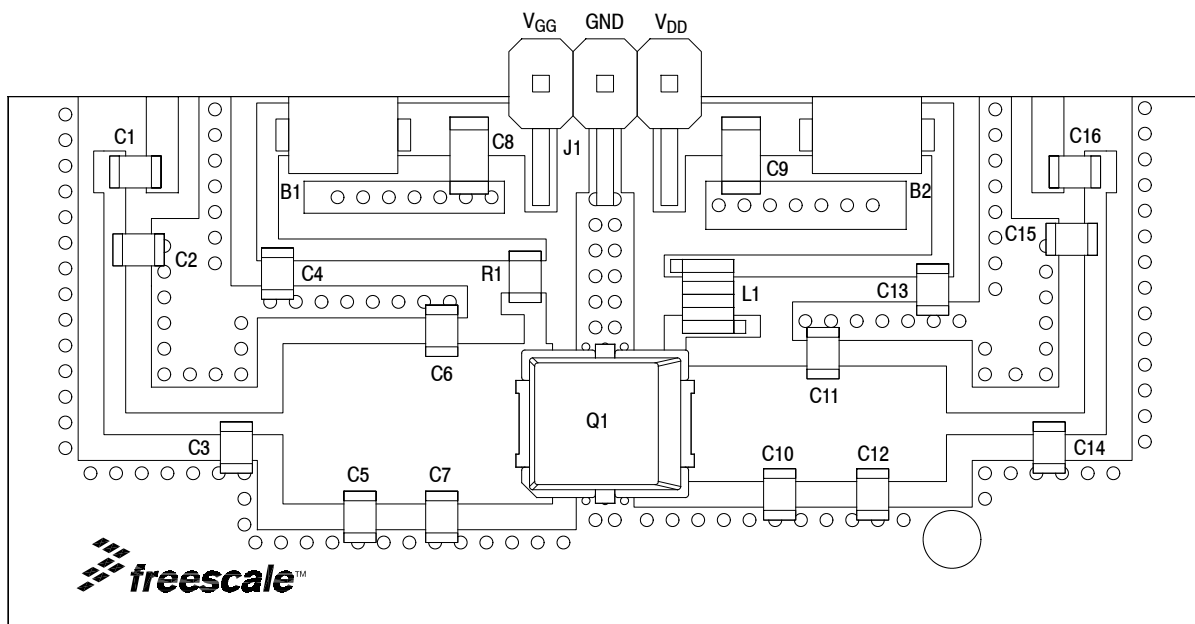 VGG GND VDD
C1 C8 J1 C9 C16
B1 B2
C2 C4 R1 L1 C13 C15
C6 C11
Q1
C3 C10 C12 C14
C5 C7
freescale™